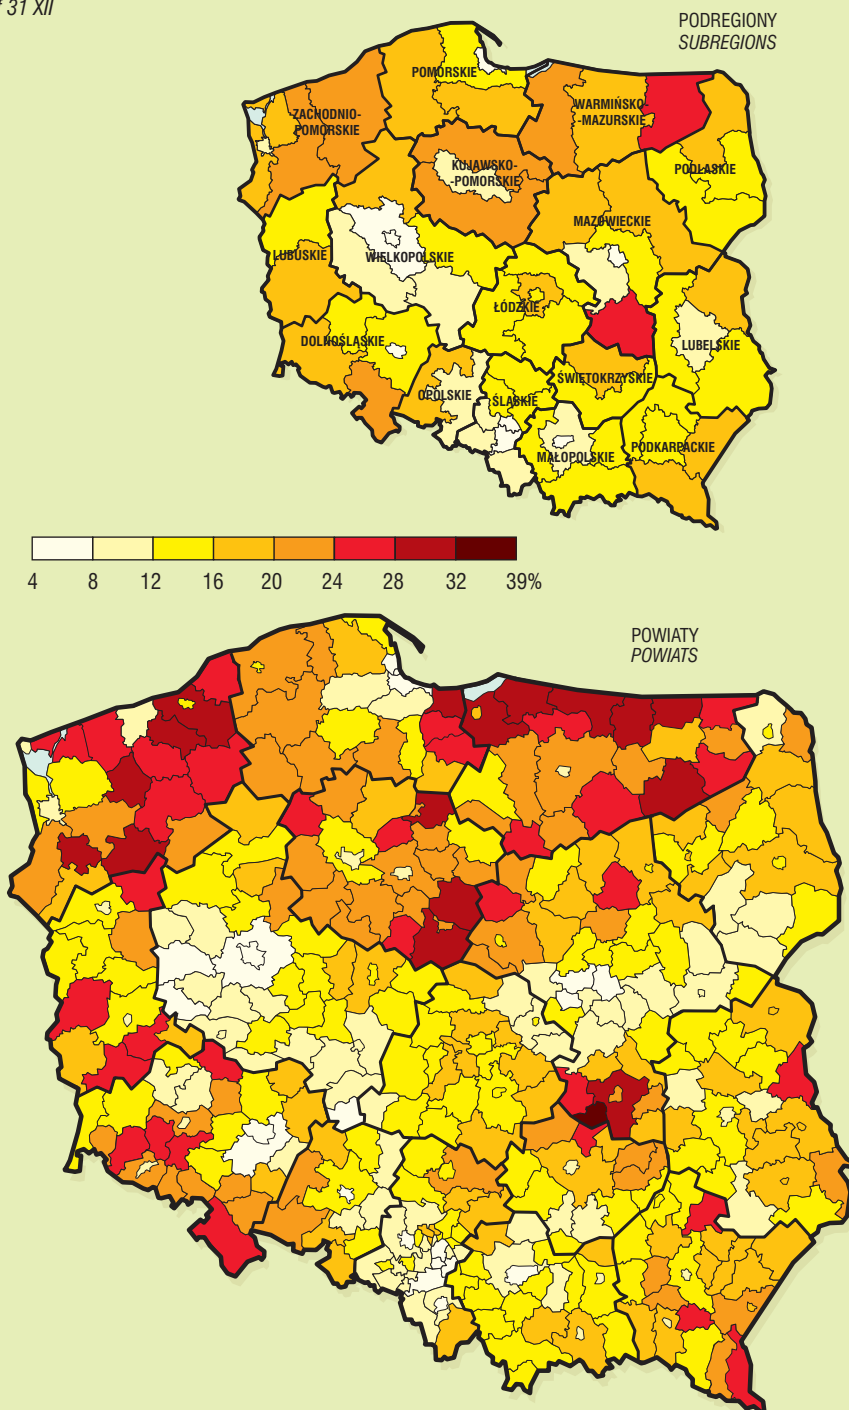 31 XII
PODREGIONY
SUBREGIONS
POMORSKIE
ZACHODNIO-
POMORSKIE
WARMIŃSKO-
-MAZURSKIE
KUJAWSKO-
-POMORSKIE
PODLASKIE
MAZOWIECKIE
LUBUSKIE
WIELKOPOLSKIE
ŁÓDZKIE
DOLNOŚLĄSKIE
LUBELSKIE
ŚWIĘTOKRZYSKIE
OPOLSKIE
ŚLĄSKIE
MAŁOPOLSKIE
PODKARPACKIE
4 8 12 16 20 24 28 32 39%
POWIATY
POWIATS